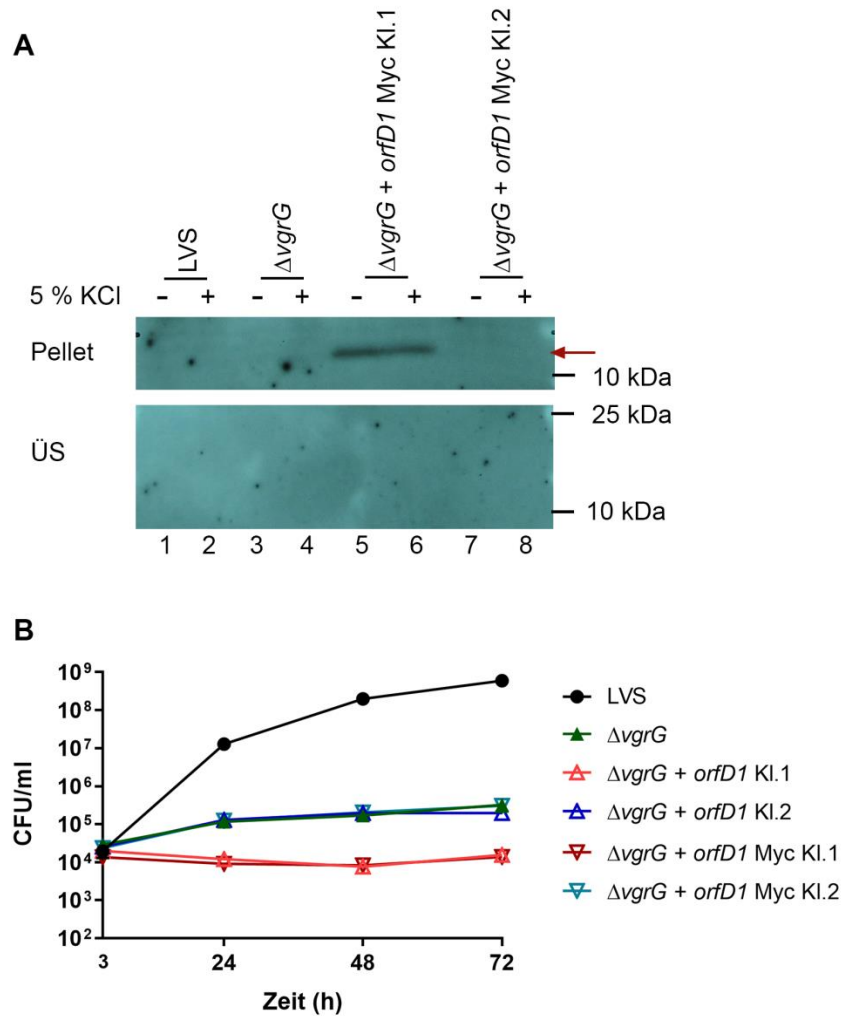 A
LVS
ΔvgrG
ΔvgrG + orfD1 Myc Kl.1
ΔvgrG + orfD1 Myc Kl.2
5 % KCl - + - + - + - +
Pellet
10 kDa
25 kDa
ÜS
10 kDa
1 2 3 4 5 6 7 8
B
10⁹
10⁸
10⁷
10⁶
10⁵
10⁴
10³
10²
CFU/ml
3 24 48 72
Zeit (h)
LVS
ΔvgrG
ΔvgrG + orfD1 Kl.1
ΔvgrG + orfD1 Kl.2
ΔvgrG + orfD1 Myc Kl.1
ΔvgrG + orfD1 Myc Kl.2